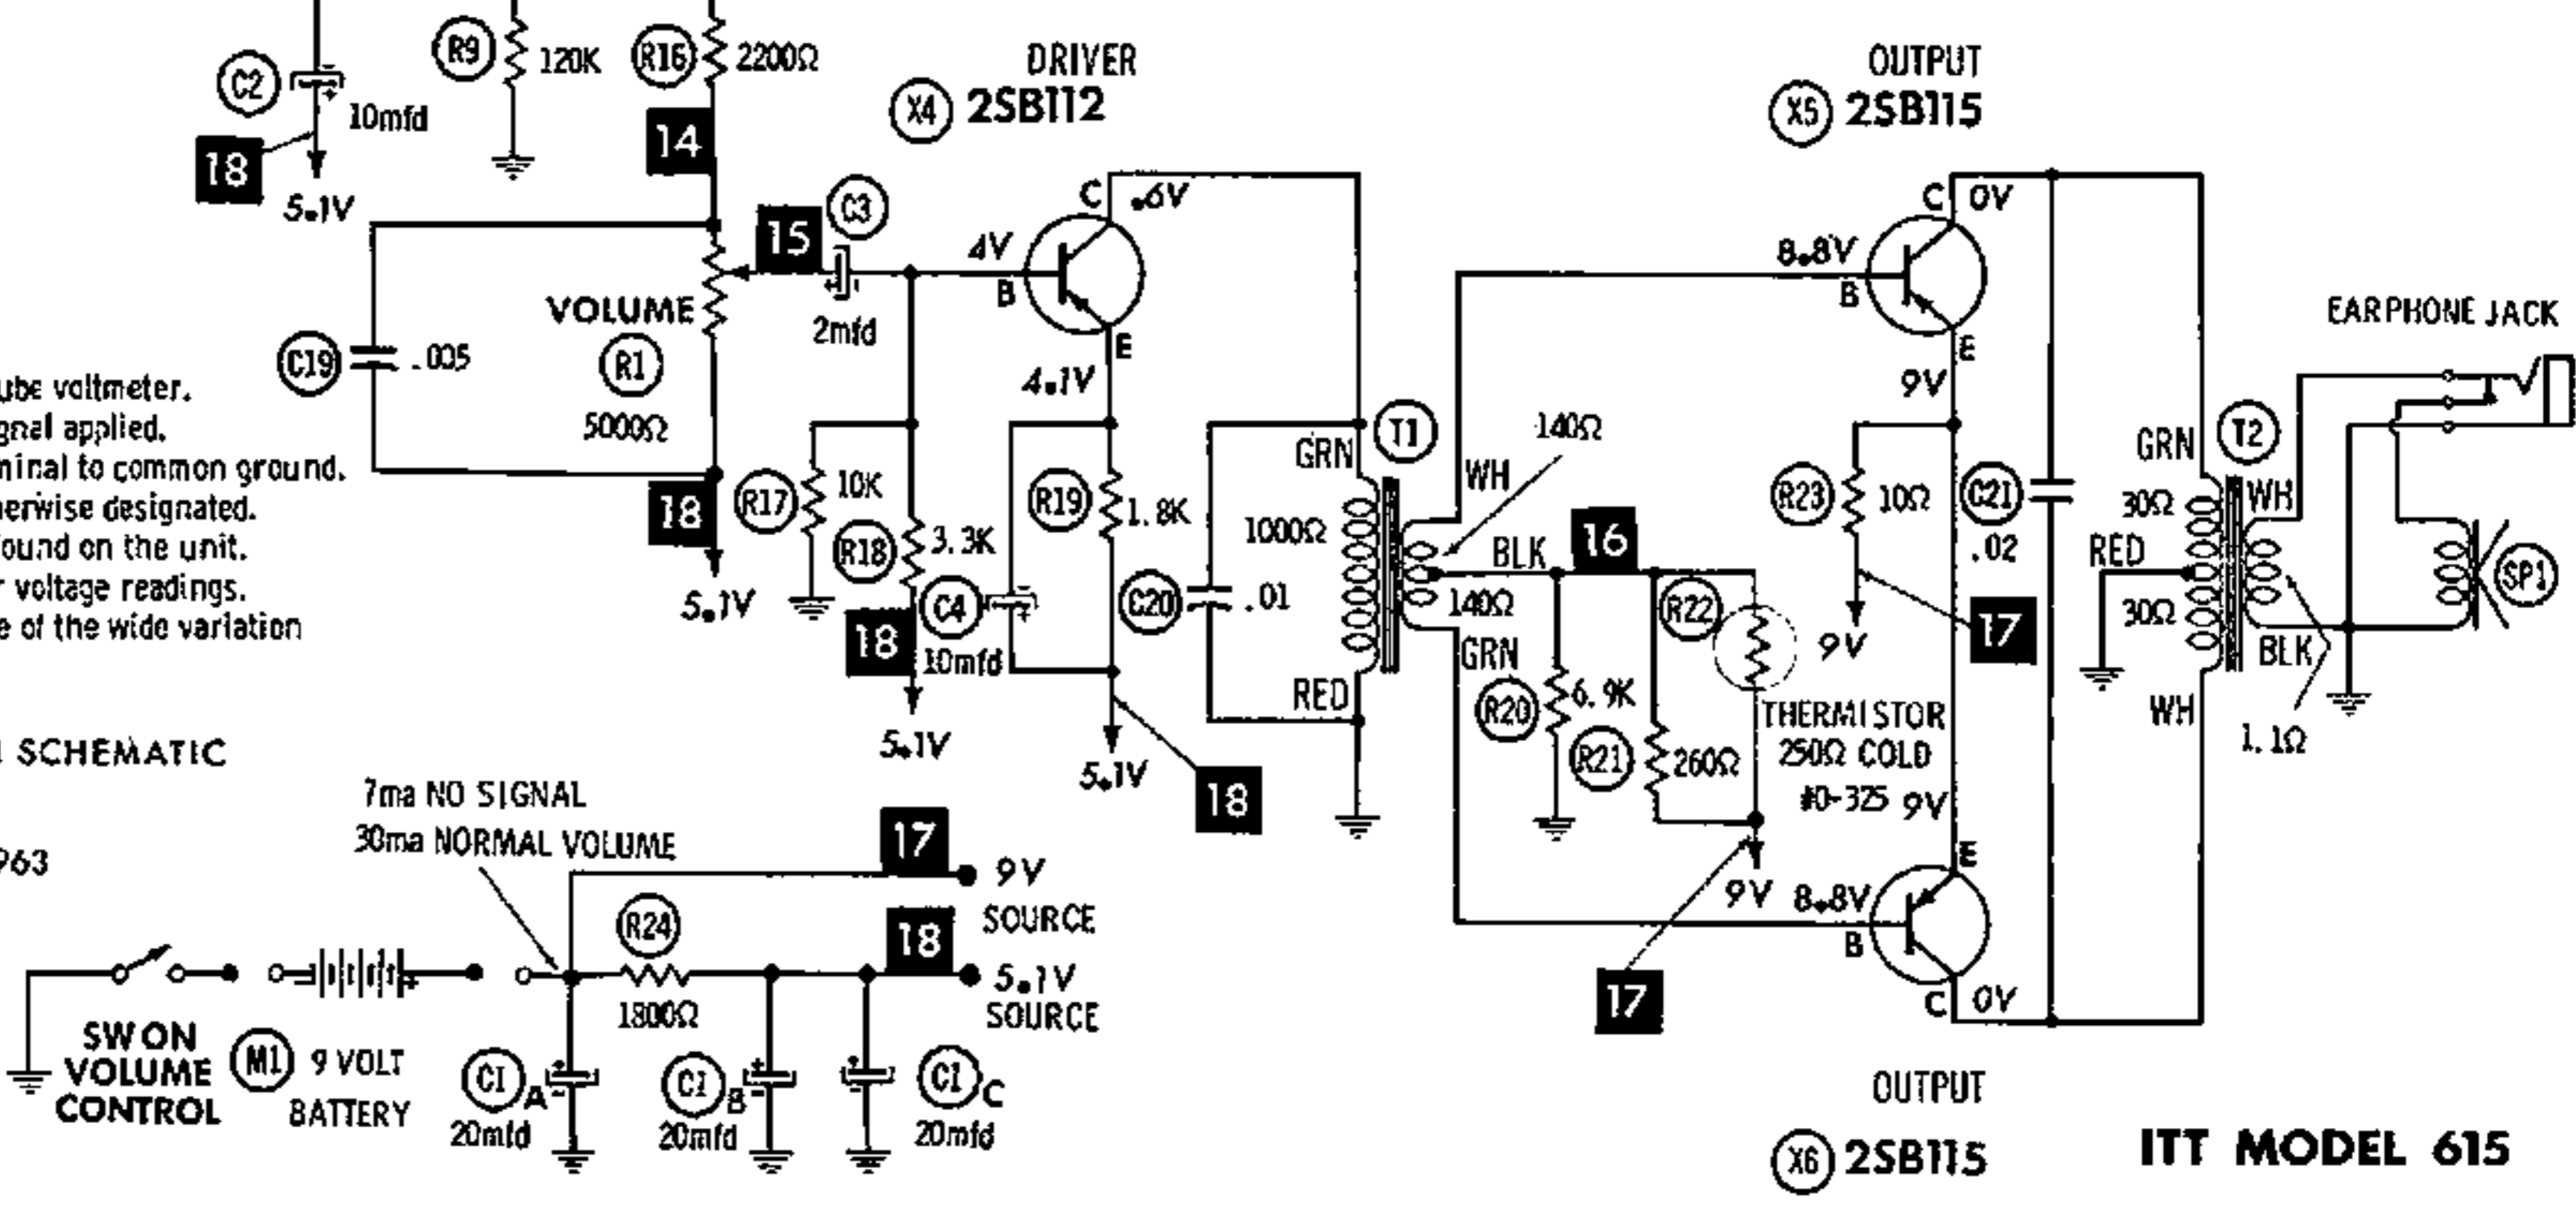 C2
10mfd
18
5.1V
R9
120K
R16
2200Ω
14
DRIVER
X4 2SB112
OUTPUT
X5 2SB115
15
C3
2mfd
VOLUME
R1
5000Ω
C19
.005
18
5.1V
R17
10K
R18
3.3K
18
5.1V
4V
B
C
.6V
E
4.1V
C4
10mfd
R19
1.8K
5.1V
18
C20
.01
GRN
T1
1000Ω
RED
WH
140Ω
BLK
16
140Ω
GRN
R20
6.9K
R21
260Ω
R22
THERMISTOR
250Ω COLD
#0-325
9V
17
8.8V
B
C
0V
E
9V
R23
10Ω
9V
17
C21
.02
9V
E
8.8V
B
C
0V
GRN
T2
30Ω
RED
30Ω
WH
WH
BLK
1.1Ω
EARPHONE JACK
SP1
OUTPUT
X6 2SB115
ITT MODEL 615
ube voltmeter.
gnal applied.
minal to common ground.
herwise designated.
ound on the unit.
r voltage readings.
e of the wide variation
SCHEMATIC
963
7ma NO SIGNAL
30ma NORMAL VOLUME
17
9V
SOURCE
R24
1800Ω
18
5.1V
SOURCE
SW ON
VOLUME
CONTROL
M1
9 VOLT
BATTERY
C1 A
20mfd
C1 B
20mfd
C1 C
20mfd